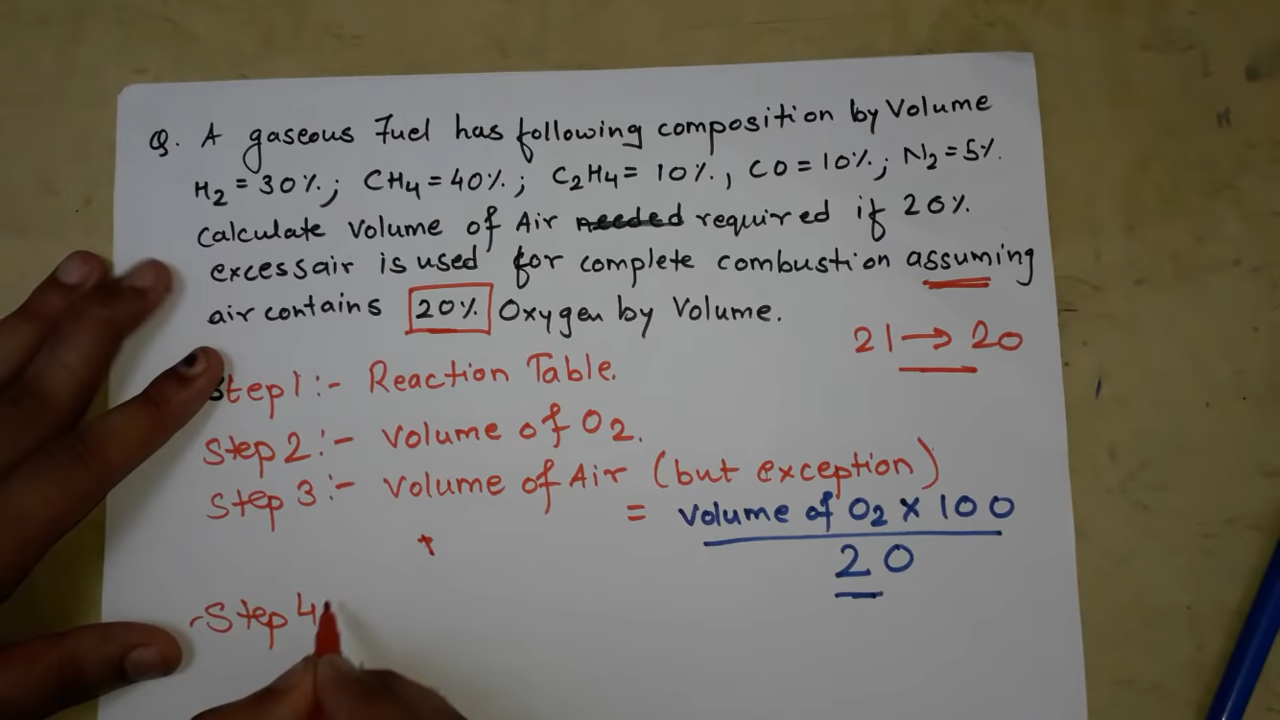 Q. A gaseous Fuel has following composition by Volume
H₂ = 30%; CH₄ = 40%; C₂H₄ = 10%, CO = 10%; N₂ = 5%.
Calculate Volume of Air needed required if 20%
excess air is used for complete combustion assuming
air contains 20% Oxygen by Volume.
21 → 20
Step 1 :- Reaction Table.
Step 2 :- Volume of O₂.
Step 3 :- Volume of Air (but exception)
= Volume of O₂ X 100
20
Step 4